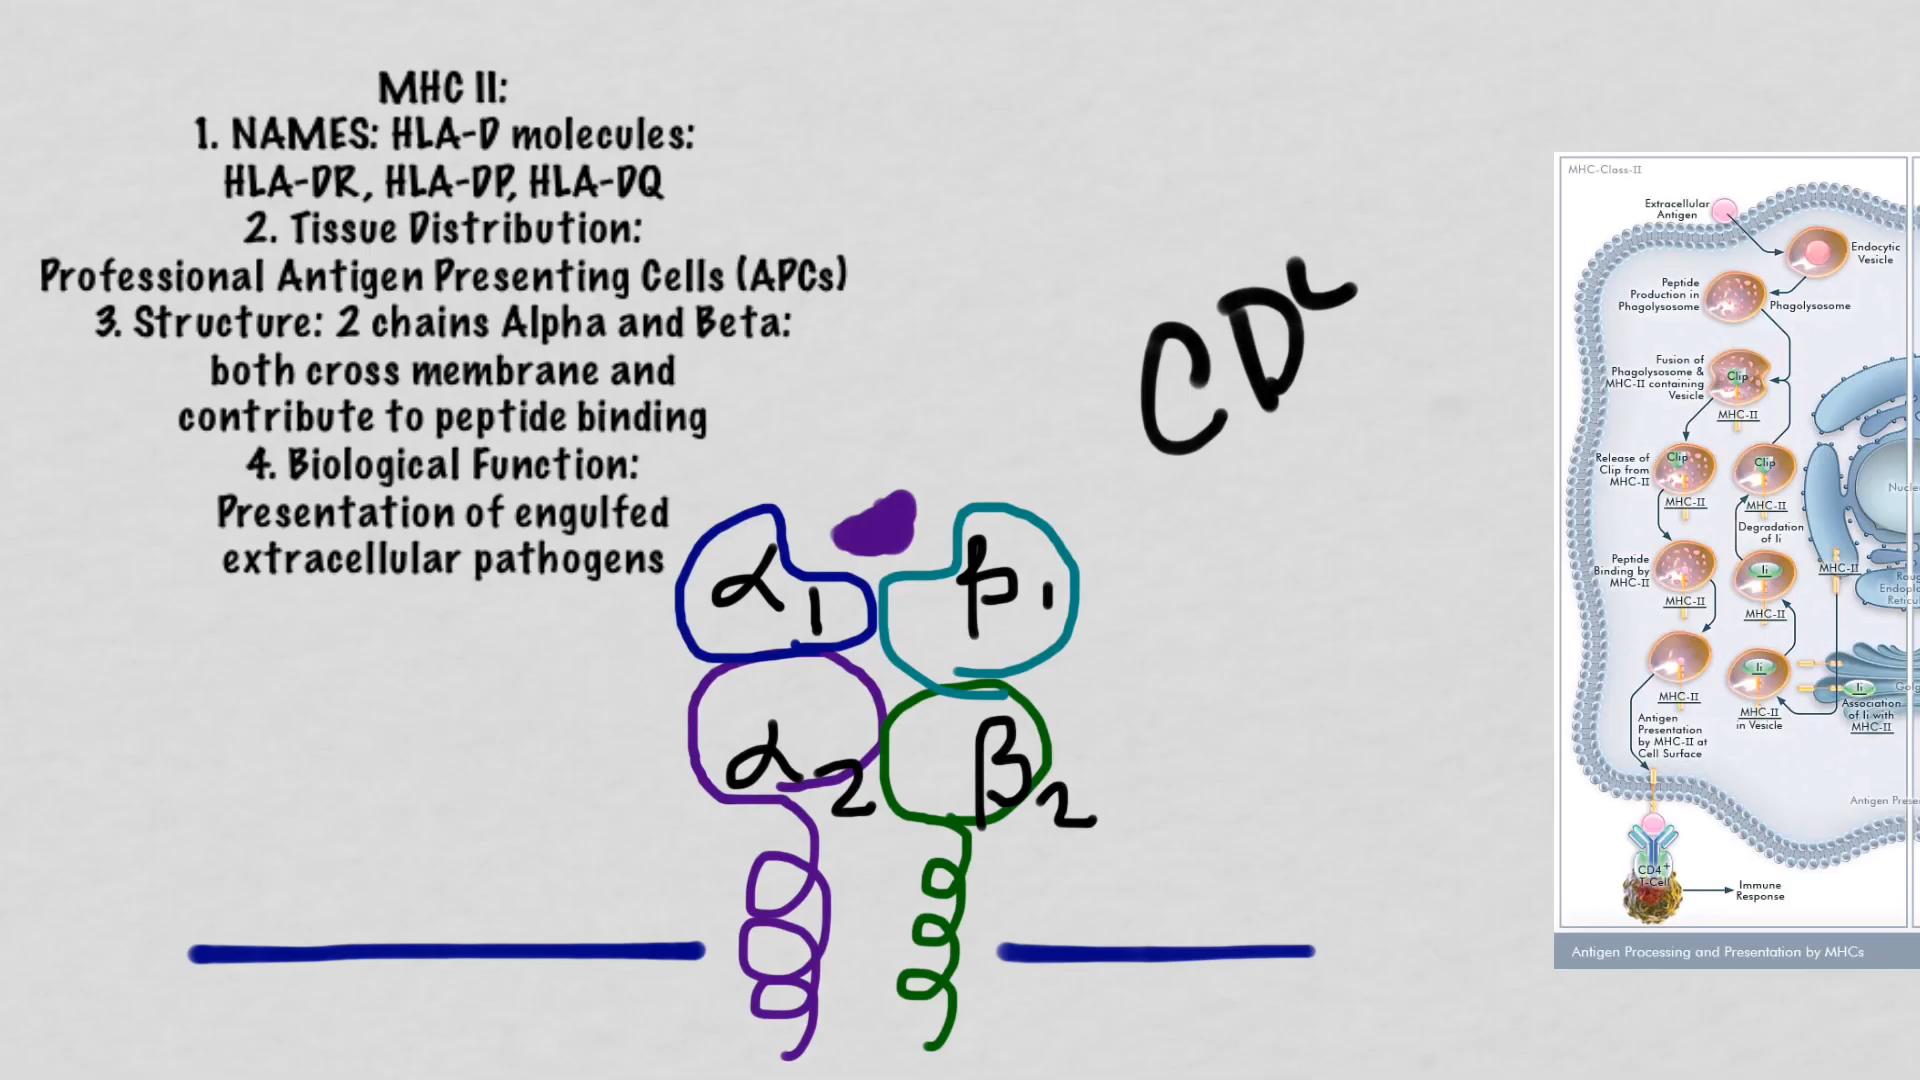 MHC II:
1. NAMES: HLA-D molecules:
HLA-DR, HLA-DP, HLA-DQ
2. Tissue Distribution:
Professional Antigen Presenting Cells (APCs)
3. Structure: 2 chains Alpha and Beta:
both cross membrane and
contribute to peptide binding
4. Biological Function:
Presentation of engulfed
extracellular pathogens
CD
α1
β1
α2
β2
MHC-Class-II
Extracellular
Antigen
Endocytic
Vesicle
Peptide
Production in
Phagolysosome
Phagolysosome
Fusion of
Phagolysosome &
MHC-II containing
Vesicle
Clip
MHC-II
Release of
Clip from
MHC-II
Clip
MHC-II
Clip
MHC-II
Degradation
of Ii
Peptide
Binding by
MHC-II
MHC-II
Ii
MHC-II
MHC-II
MHC-II
Ii
MHC-II
in Vesicle
Ii
Association
of Ii with
MHC-II
Antigen
Presentation
by MHC-II at
Cell Surface
CD4+
T-Cell
Immune
Response
Antigen Processing and Presentation by MHCs